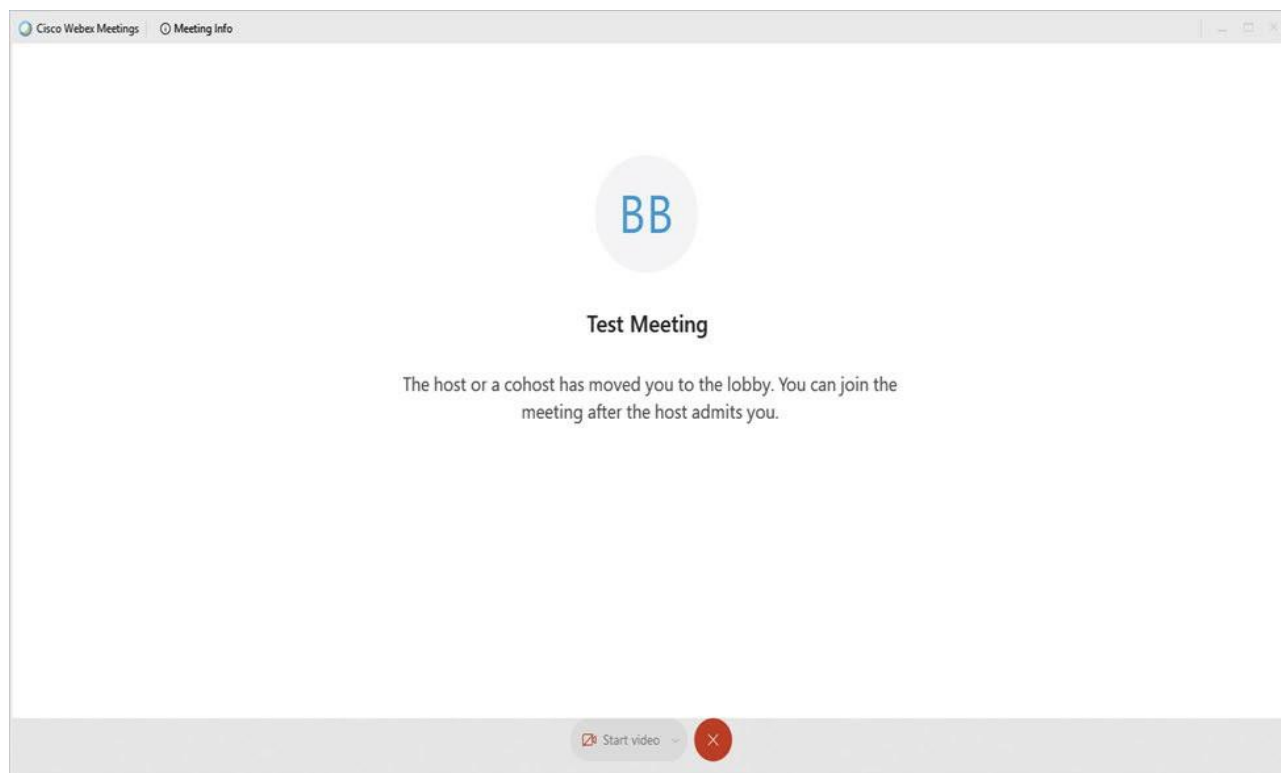 Cisco Webex Meetings Meeting Info
BB
Test Meeting
The host or a cohost has moved you to the lobby. You can join the
meeting after the host admits you.
Start video